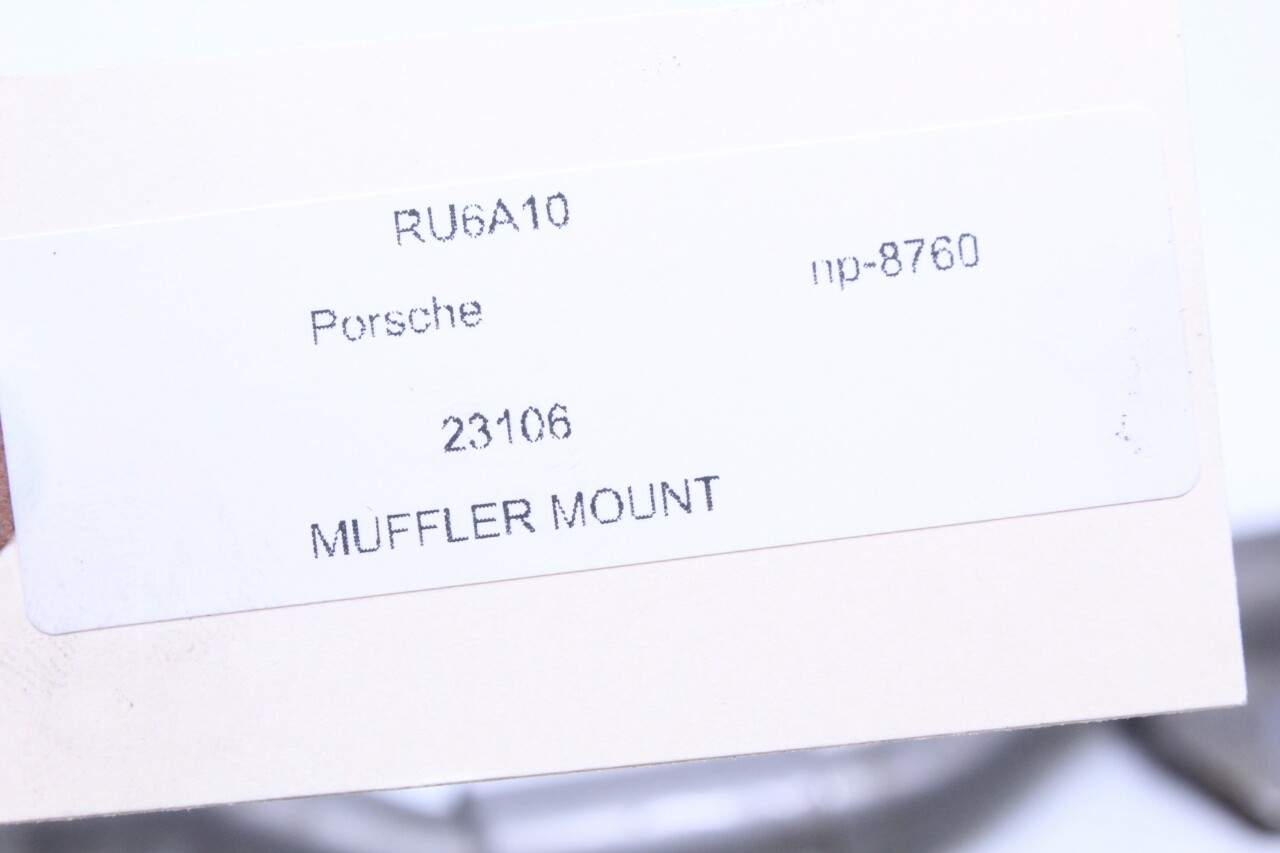 RU6A10
np-8760
Porsche
23106
MUFFLER MOUNT